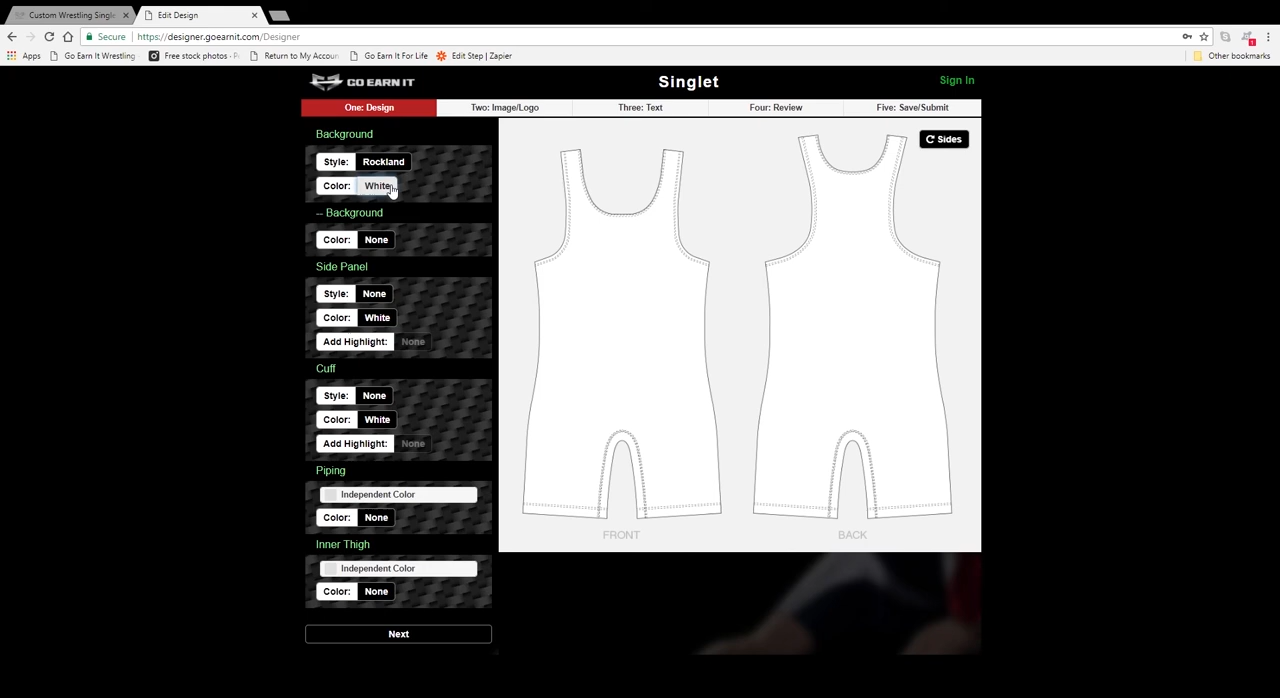 Custom Wrestling Singl
Edit Design
Secure
https://designer.goearnit.com/Designer
Apps
Go Earn It Wrestling
Free stock photos · P
Return to My Accoun
Go Earn It For Life
Edit Step | Zapier
Other bookmarks
GO EARN IT
Singlet
Sign In
One: Design
Two: Image/Logo
Three: Text
Four: Review
Five: Save/Submit
Background
Style: Rockland
Color: White
-- Background
Color: None
Side Panel
Style: None
Color: White
Add Highlight: None
Cuff
Style: None
Color: White
Add Highlight: None
Piping
Independent Color
Color: None
Inner Thigh
Independent Color
Color: None
Next
Sides
FRONT
BACK